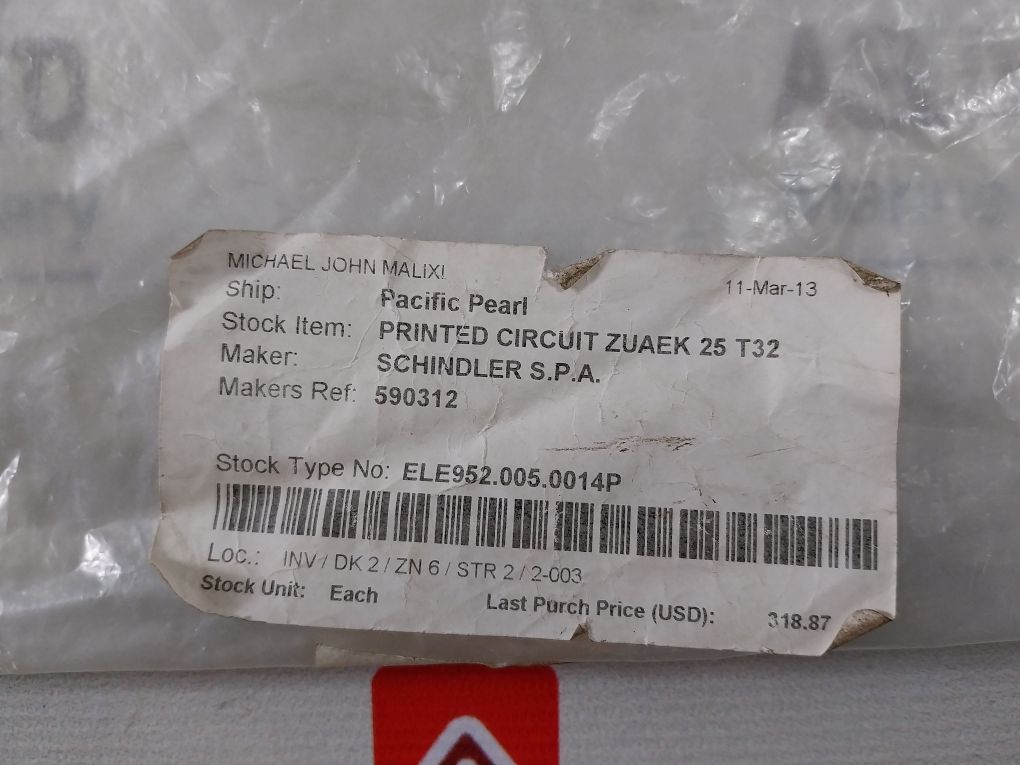 MICHAEL JOHN MALIXI
11-Mar-13
Ship: Pacific Pearl
Stock Item: PRINTED CIRCUIT ZUAEK 25 T32
Maker: SCHINDLER S.P.A.
Makers Ref: 590312
Stock Type No: ELE952.005.0014P
Loc.: INV / DK 2 / ZN 6 / STR 2 / 2-003
Stock Unit: Each
Last Purch Price (USD): 318.87